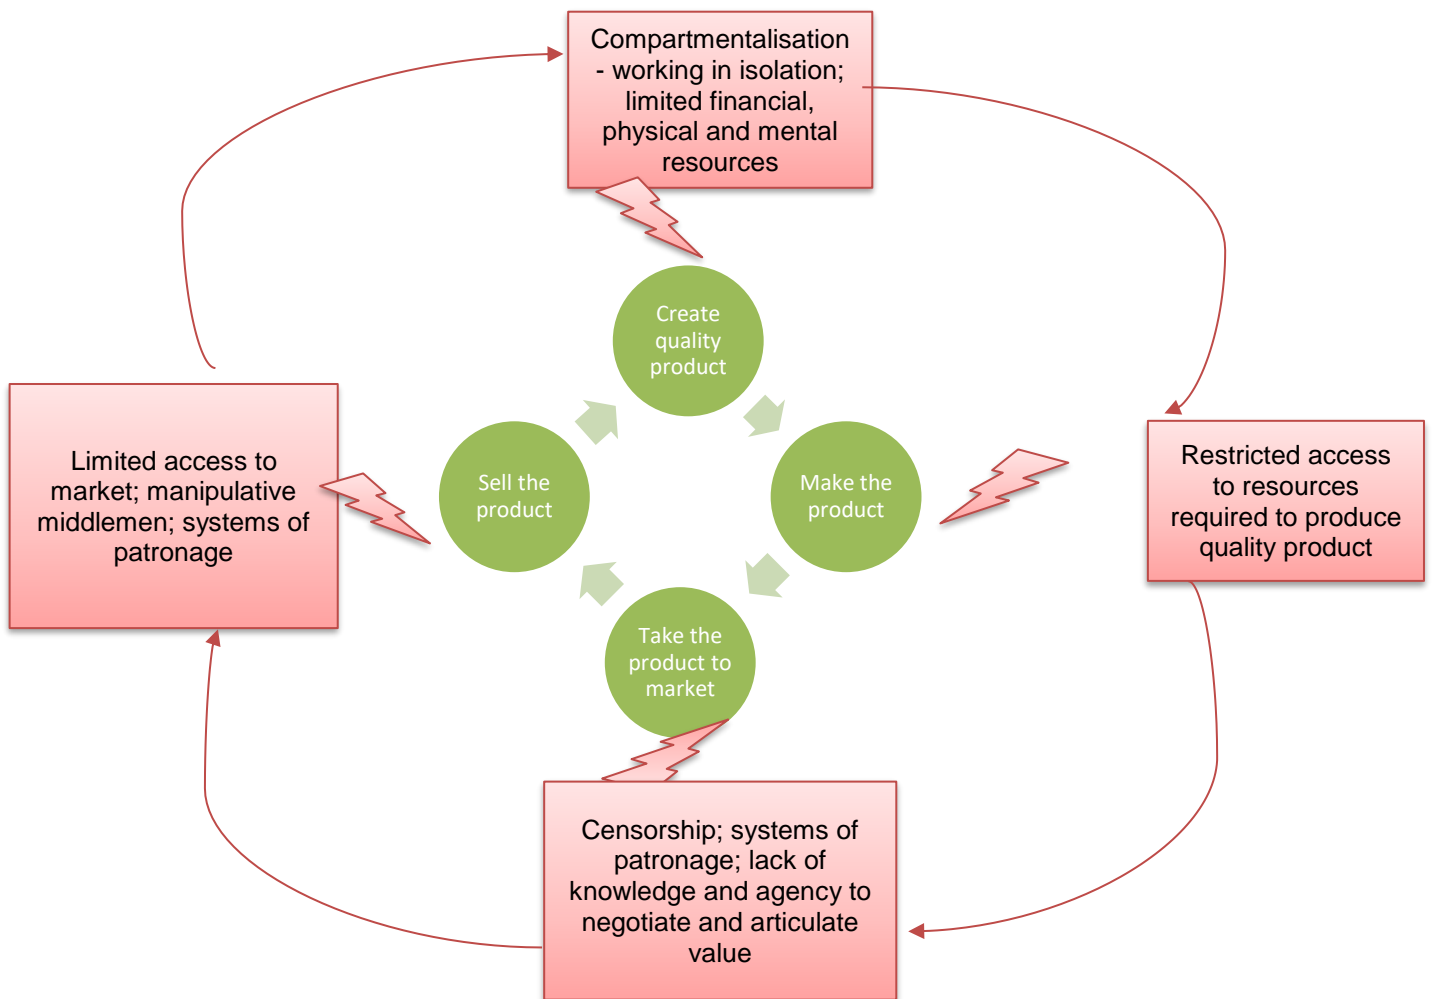 Compartmentalisation
- working in isolation;
limited financial,
physical and mental
resources
Create
quality
product
Limited access to
market; manipulative
middlemen; systems of
patronage
Sell the
product
Make the
product
Restricted access
to resources
required to produce
quality product
Take the
product to
market
Censorship; systems of
patronage; lack of
knowledge and agency to
negotiate and articulate
value